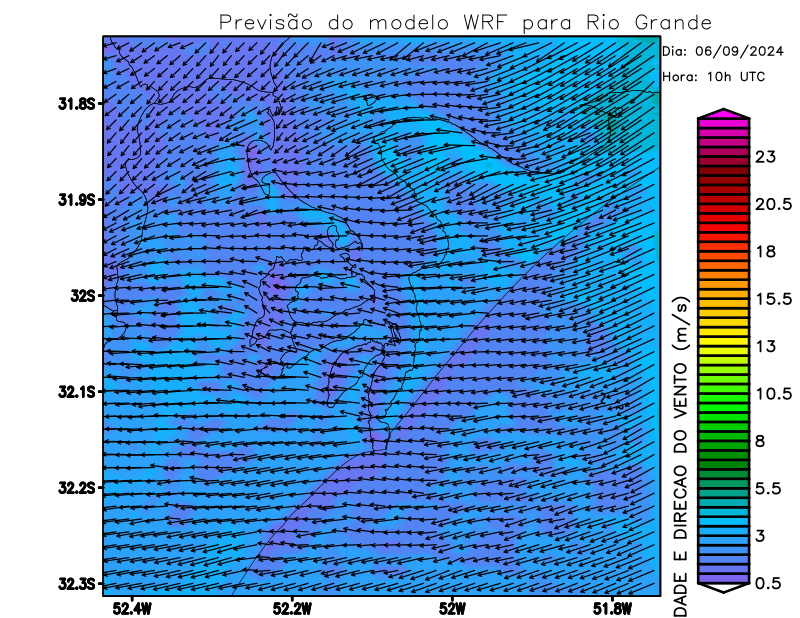 Previsão do modelo WRF para Rio Grande
Dia: 06/09/2024
Hora: 10h UTC
31.8S
31.9S
32S
32.1S
32.2S
32.3S
52.4W
52.2W
52W
51.8W
23
20.5
18
15.5
13
10.5
8
5.5
3
0.5
DADE E DIRECAO DO VENTO (m/s)